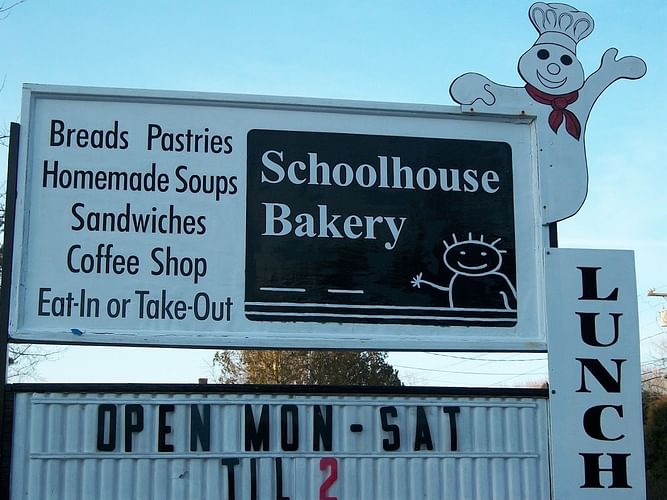 Breads Pastries
Homemade Soups
Sandwiches
Coffee Shop
Eat-In or Take-Out
Schoolhouse
Bakery
LUNCH
OPEN MON-SAT
TIL 2